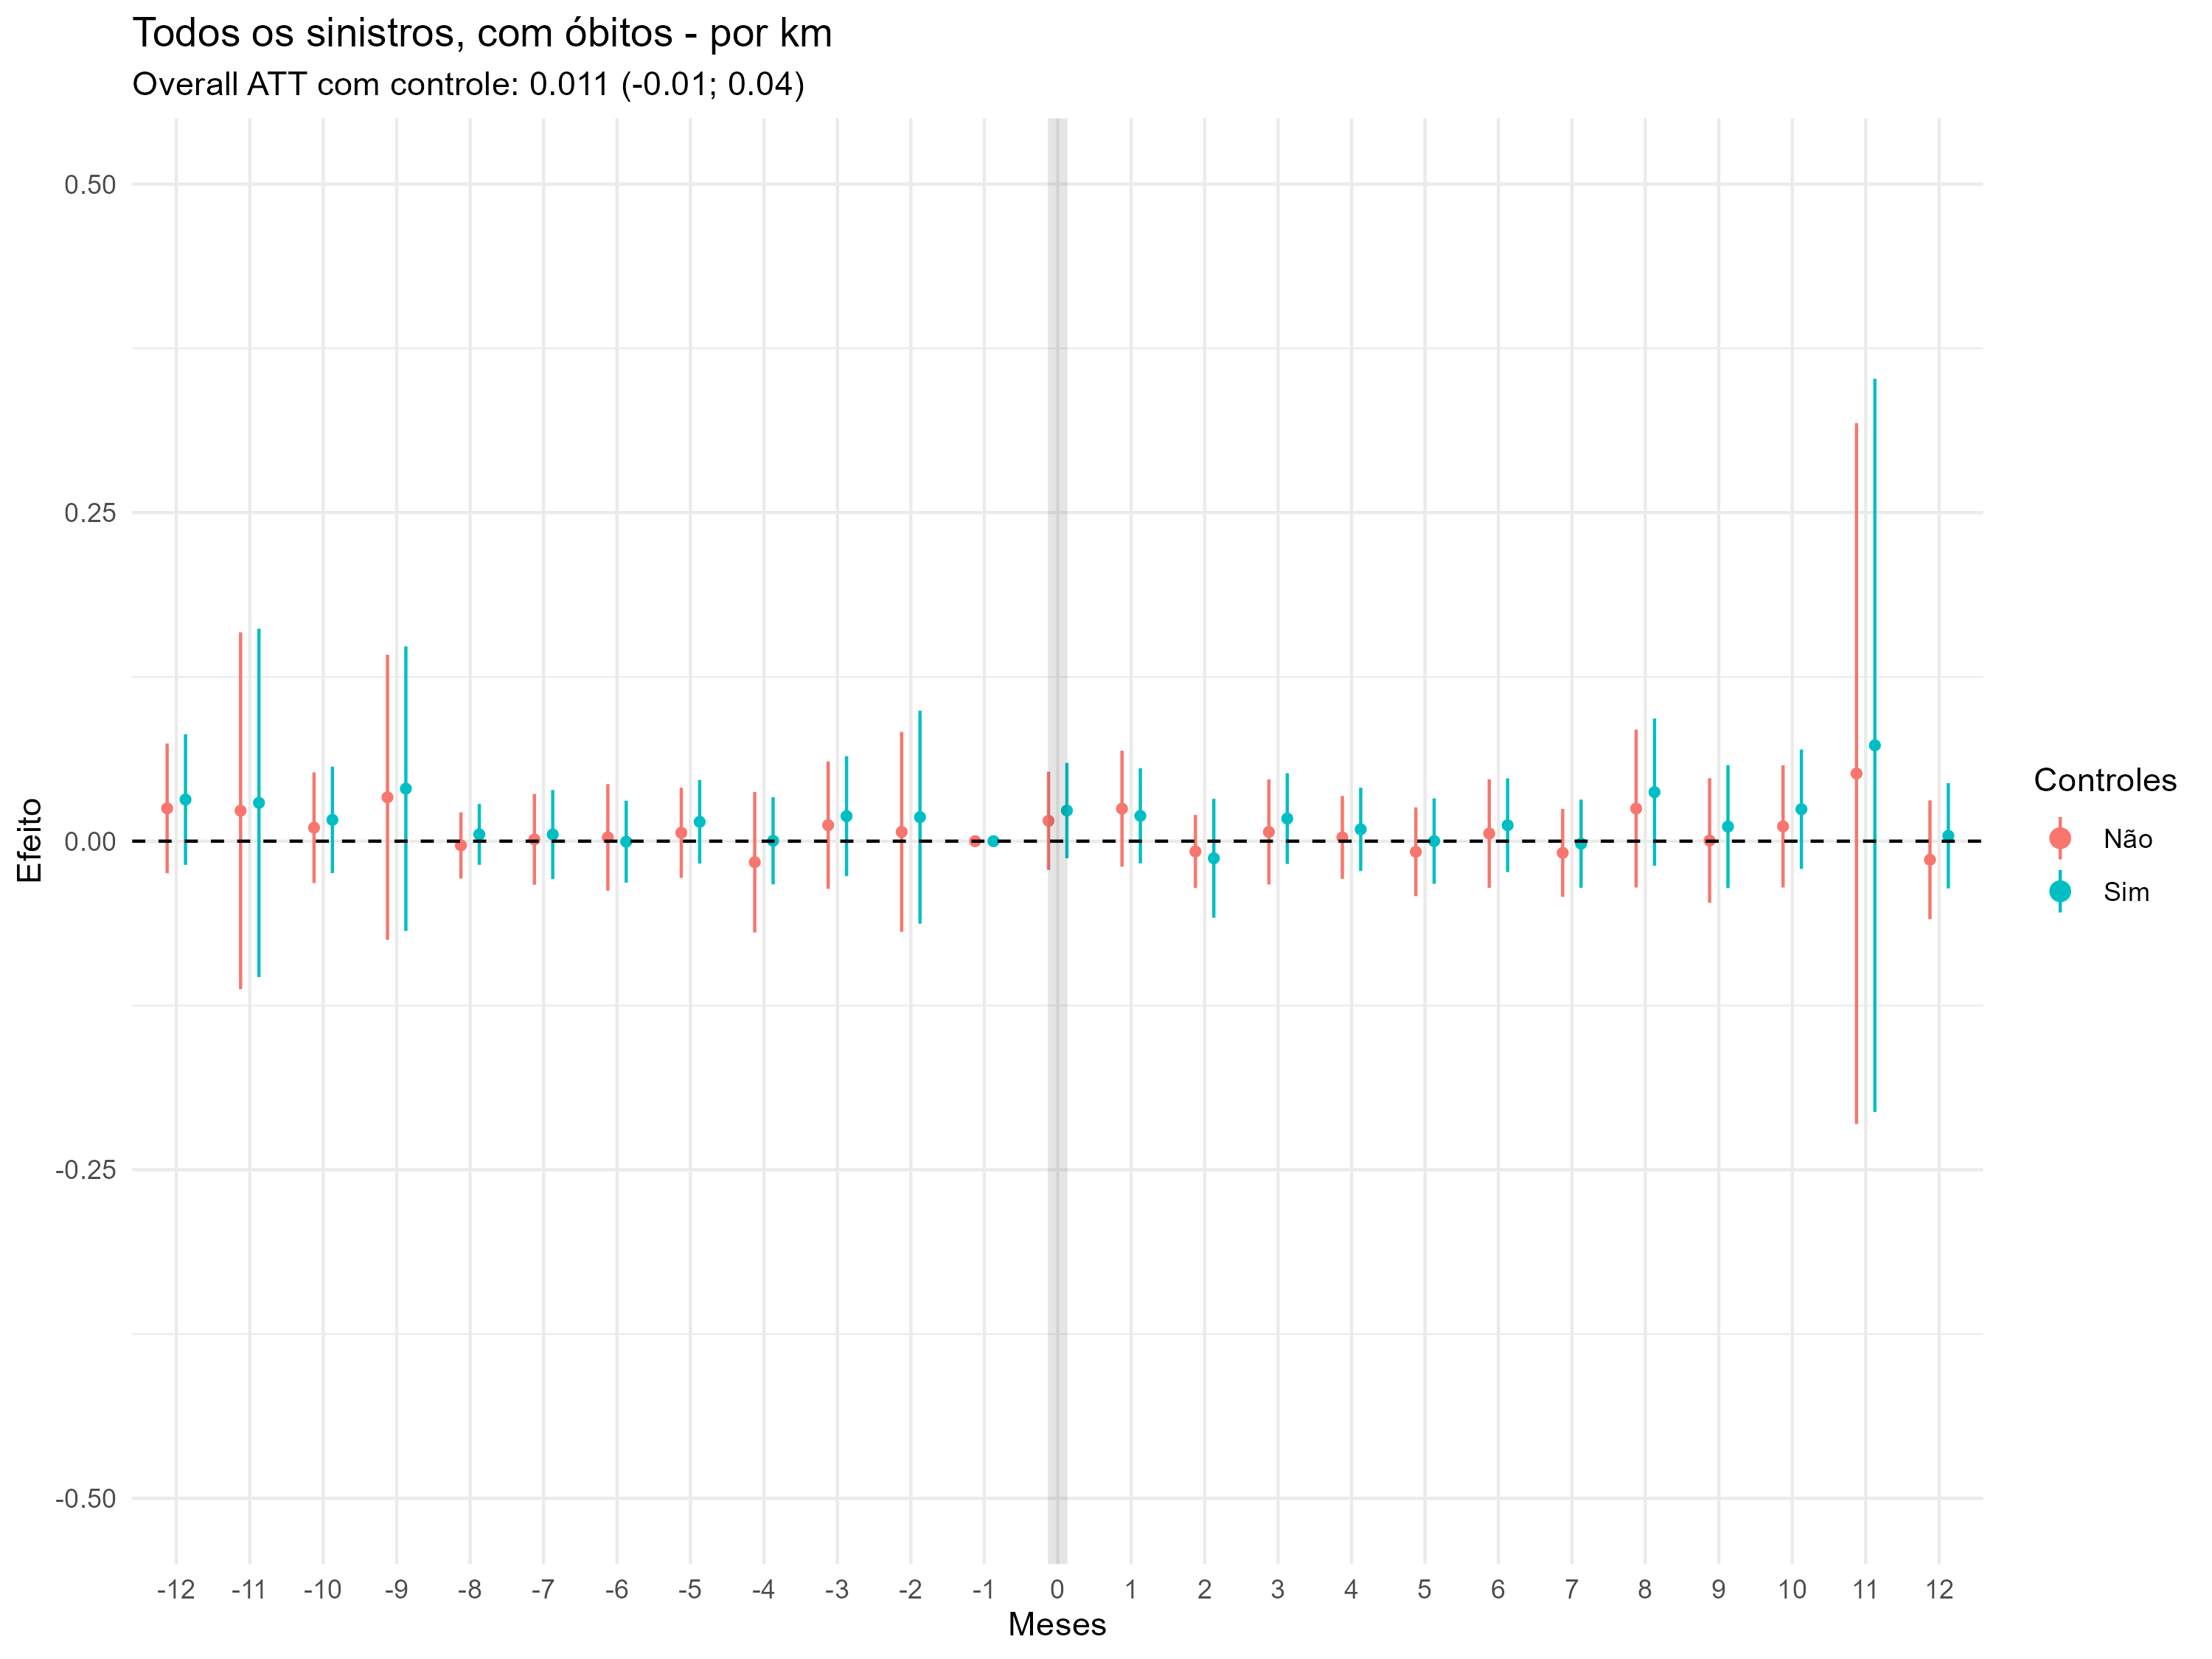 Todos os sinistros, com óbitos - por km
Overall ATT com controle: 0.011 (-0.01; 0.04)
0.50
0.25
0.00
-0.25
-0.50
Efeito
-12 -11 -10 -9 -8 -7 -6 -5 -4 -3 -2 -1 0 1 2 3 4 5 6 7 8 9 10 11 12
Meses
Controles
Não
Sim